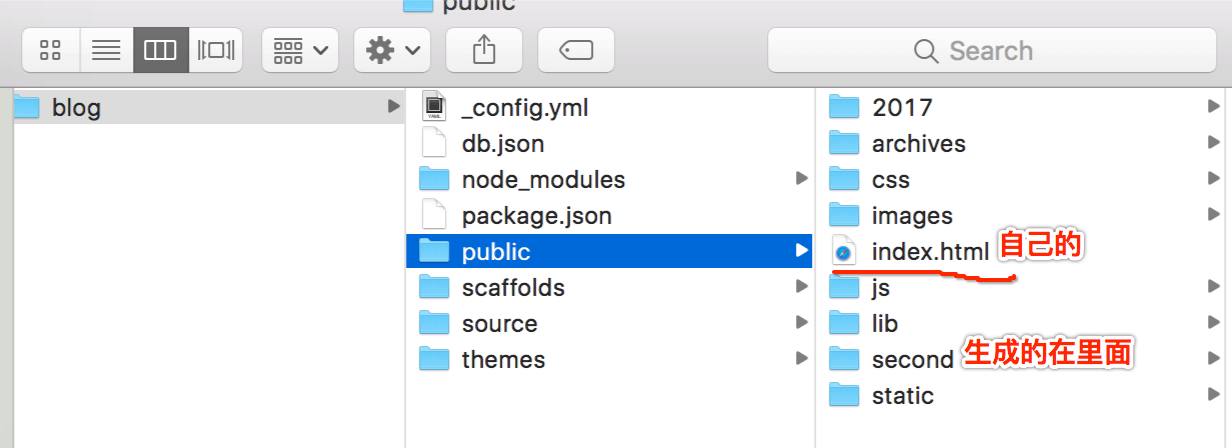 public
Search
blog
_config.yml
db.json
node_modules
package.json
public
scaffolds
source
themes
2017
archives
css
images
index.html 自己的
js
lib
second 生成的在里面
static